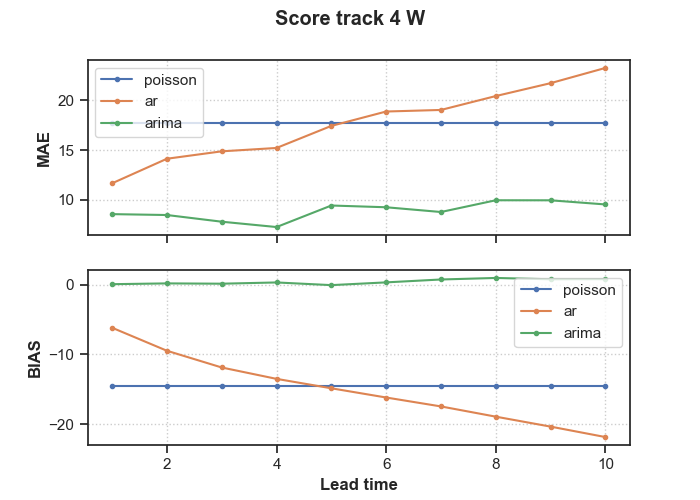 Score track 4 W
poisson
ar
arima
20
15
10
MAE
poisson
ar
arima
0
−10
−20
BIAS
2
4
6
8
10
Lead time